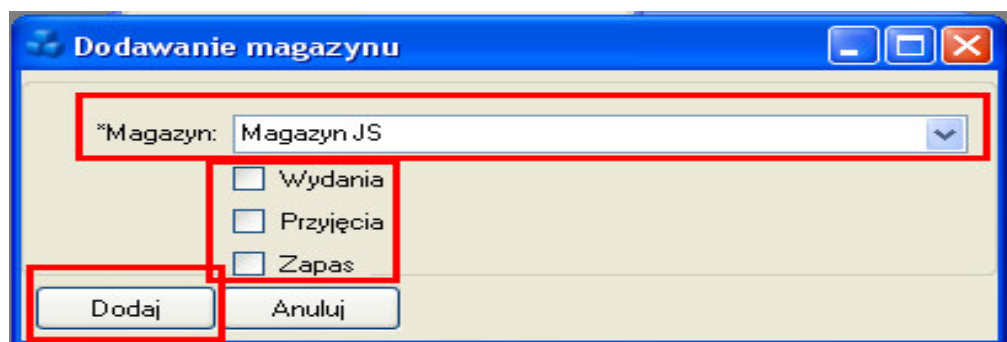 Dodawanie magazynu
*Magazyn: Magazyn JS
Wydania
Przyjęcia
Zapas
Dodaj Anuluj